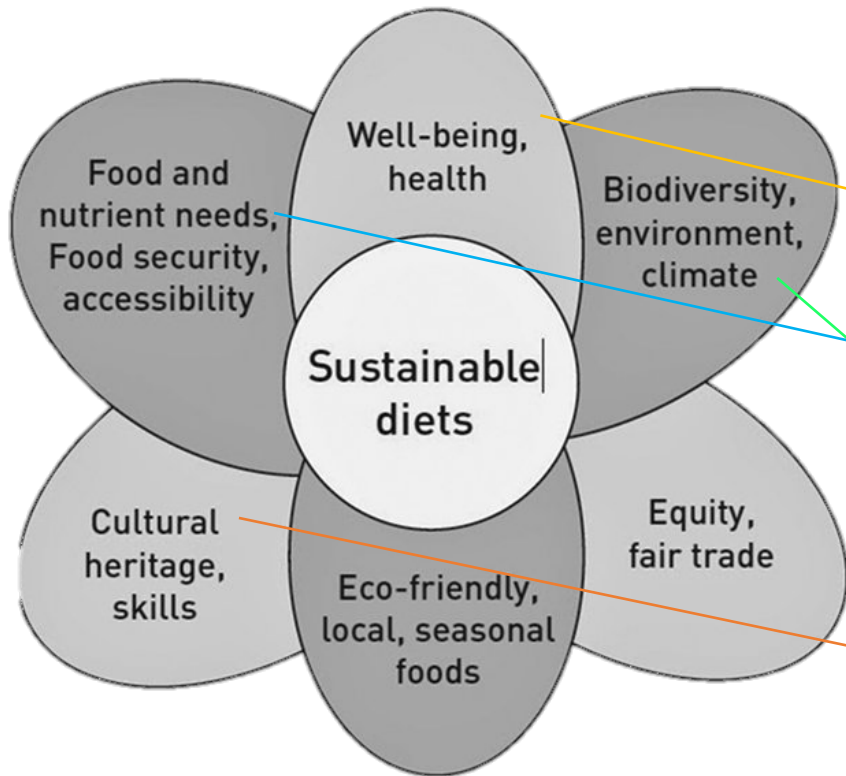 Well-being,
health
Food and
nutrient needs,
Food security,
accessibility
Biodiversity,
environment,
climate
Sustainable
diets
Cultural
heritage,
skills
Eco-friendly,
local, seasonal
foods
Equity,
fair trade